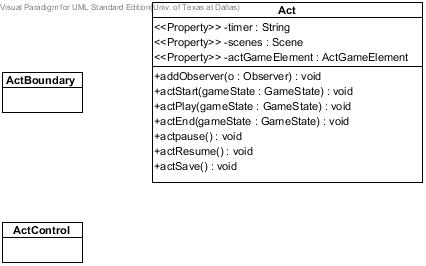 Visual Paradigm for UML Standard Edition(Univ. of Texas at Dallas)
Act
<<Property>> -timer : String
<<Property>> -scenes : Scene
<<Property>> -actGameElement : ActGameElement
+addObserver(o : Observer) : void
+actStart(gameState : GameState) : void
+actPlay(gameState : GameState) : void
+actEnd(gameState : GameState) : void
+actpause() : void
+actResume() : void
+actSave() : void
ActBoundary
ActControl